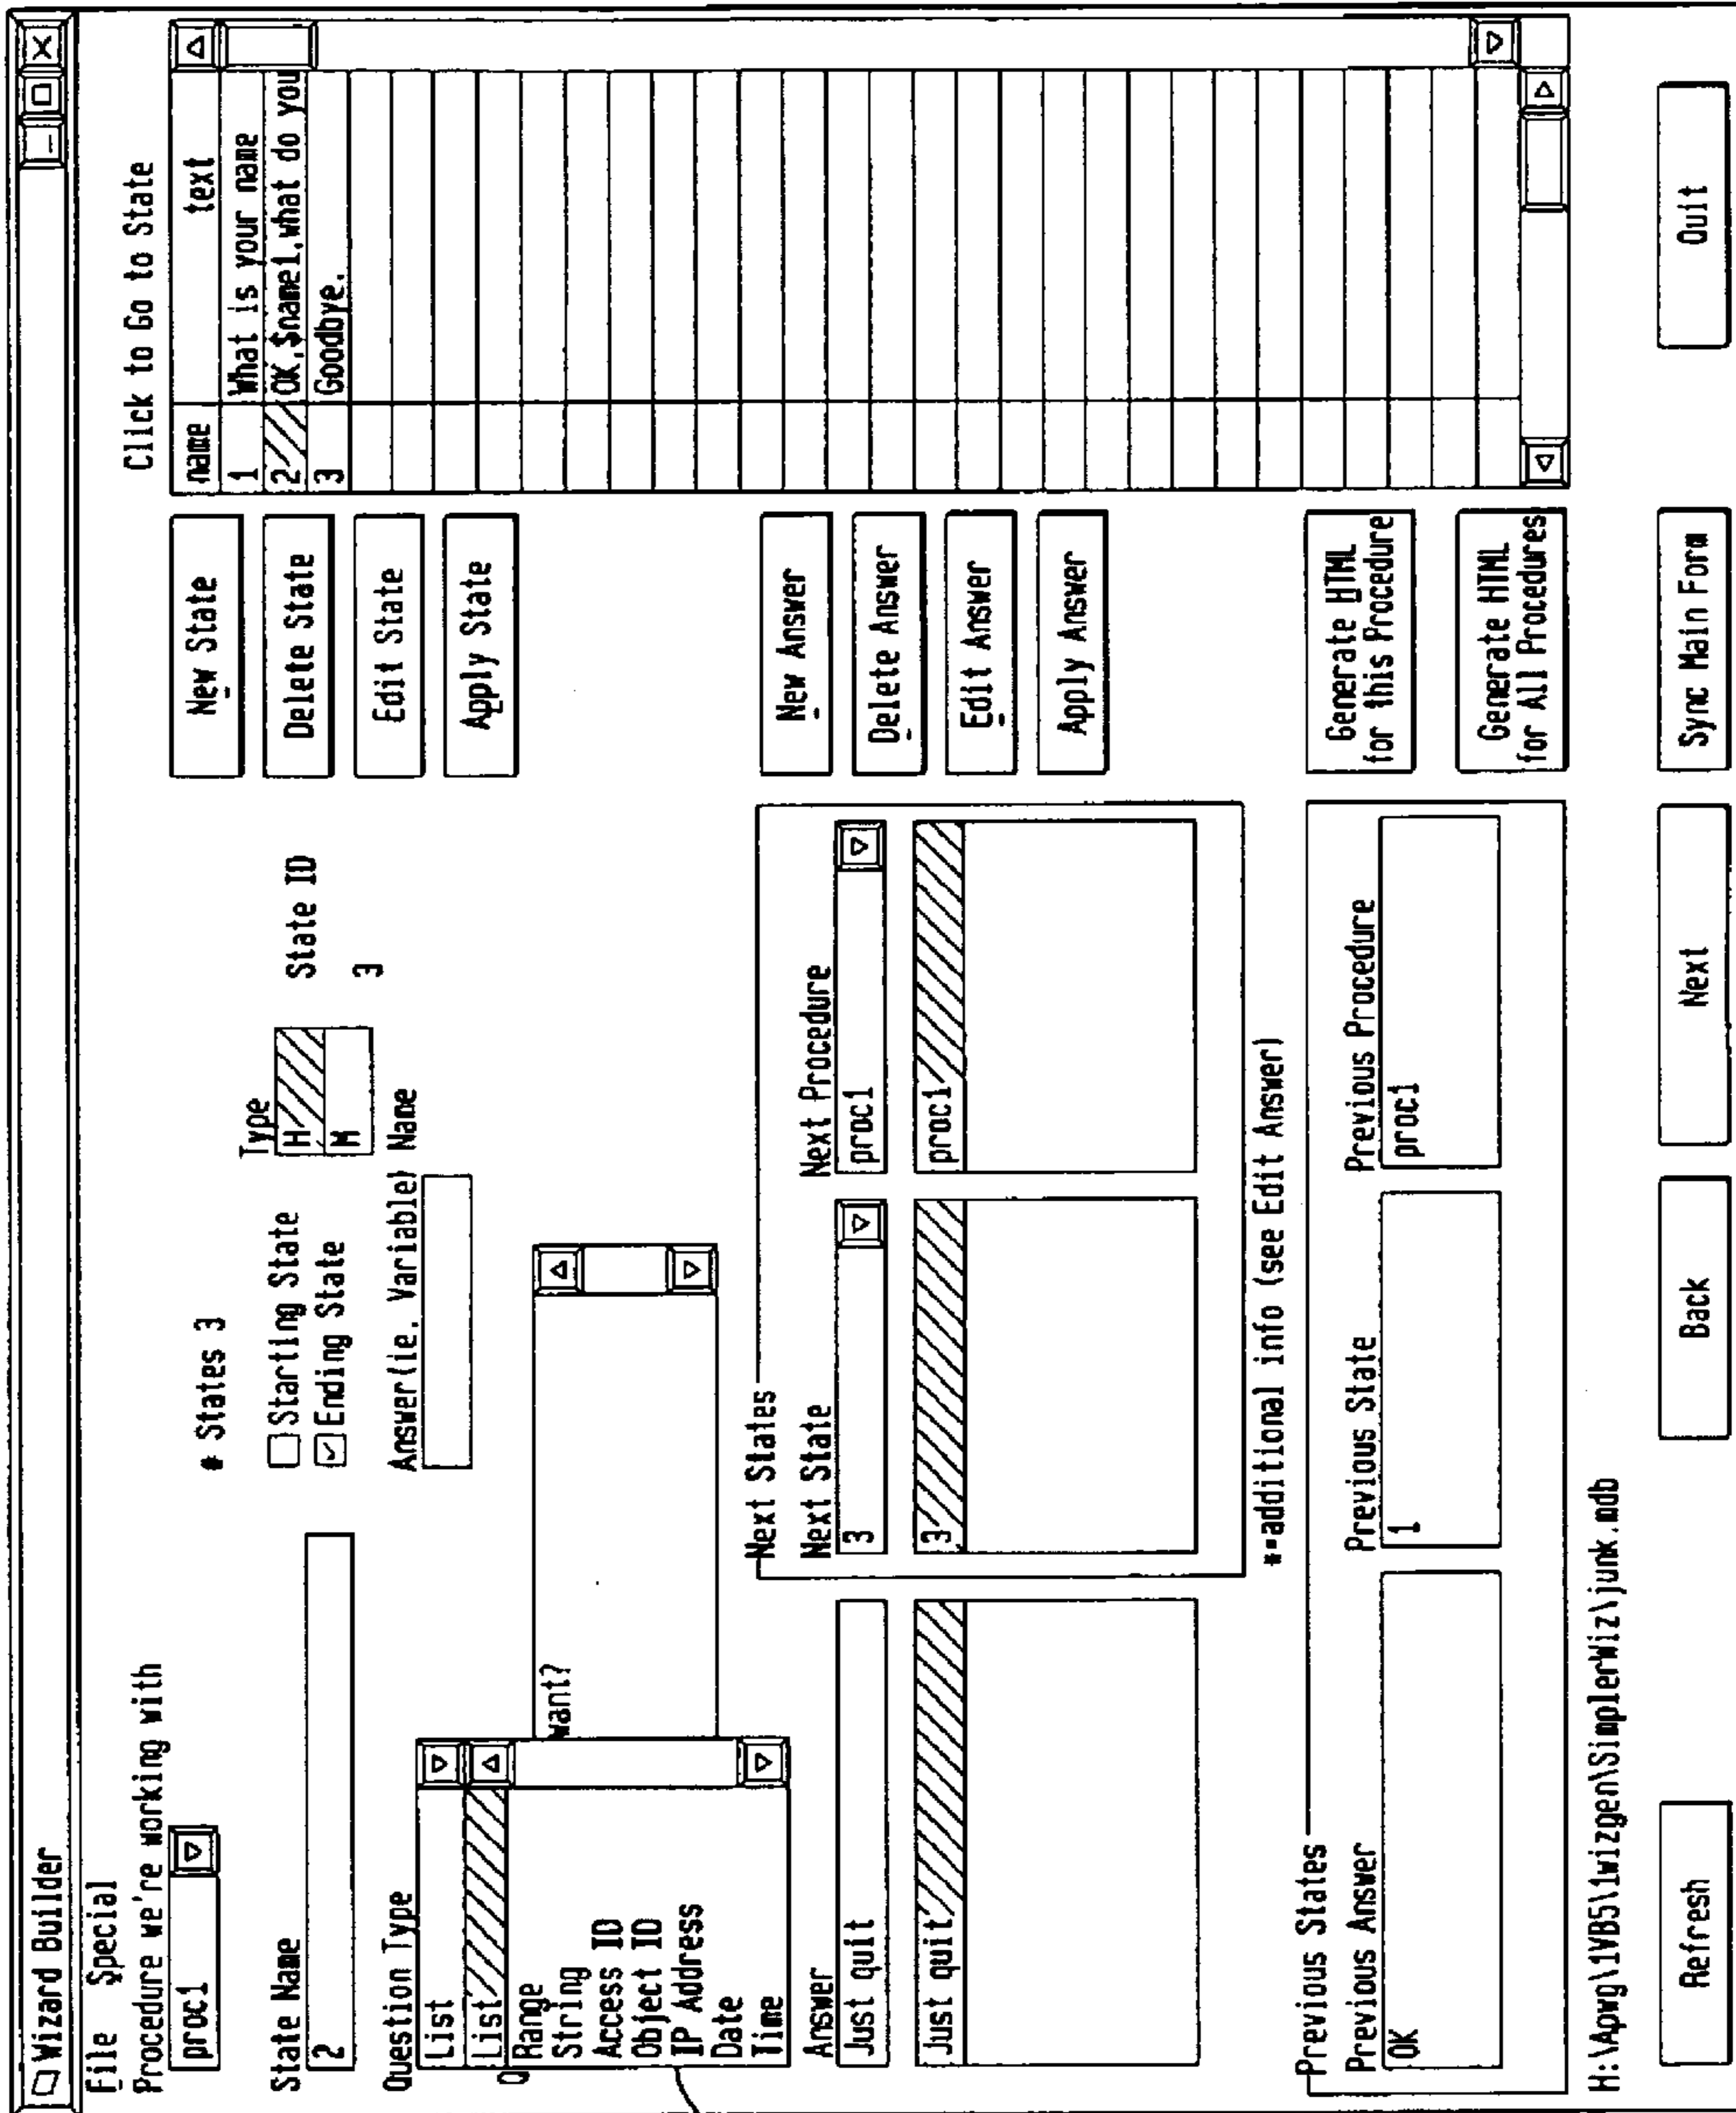 Wizard Builder
File Special
Procedure we're working with
proc1
# States 3
Click to Go to State
State Name
2
Starting State
Ending State
Type
H
M
State ID
3
New State
Delete State
Edit State
Apply State
name text
1 What is your name
2 OK,$name1,what do you
3 Goodbye.
Question Type
List
List
Range
String
Access ID
Object ID
IP Address
Date
Time
Q
want?
Answer(ie. Variable) Name
Answer
Just quit
Just quit
Next States
Next State
3
3
Next Procedure
proc1
proc1
New Answer
Delete Answer
Edit Answer
Apply Answer
*=additional info (see Edit Answer)
Previous States
Previous Answer
OK
Previous State
1
Previous Procedure
proc1
Generate HTML
for this Procedure
Generate HTML
for All Procedures
H:\Apwg\1VB5\1wizgen\SimplerWiz\junk.mdb
Refresh
Back
Next
Sync Main Form
Quit